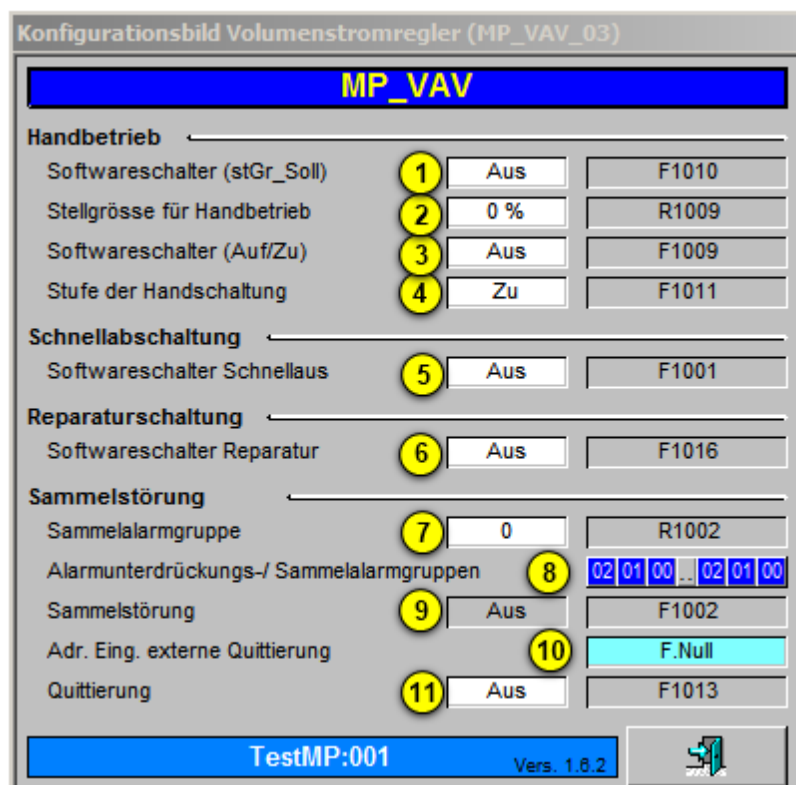 Konfigurationsbild Volumenstromregler (MP_VAV_03)
MP_VAV
Handbetrieb
Softwareschalter (stGr_Soll) 1 Aus F1010
Stellgrösse für Handbetrieb 2 0 % R1009
Softwareschalter (Auf/Zu) 3 Aus F1009
Stufe der Handschaltung 4 Zu F1011
Schnellabschaltung
Softwareschalter Schnellaus 5 Aus F1001
Reparaturschaltung
Softwareschalter Reparatur 6 Aus F1016
Sammelstörung
Sammelalarmgruppe 7 0 R1002
Alarmunterdrückungs-/ Sammelalarmgruppen 8 02 01 00 .. 02 01 00
Sammelstörung 9 Aus F1002
Adr. Eing. externe Quittierung 10 F.Null
Quittierung 11 Aus F1013
TestMP:001 Vers. 1.6.2